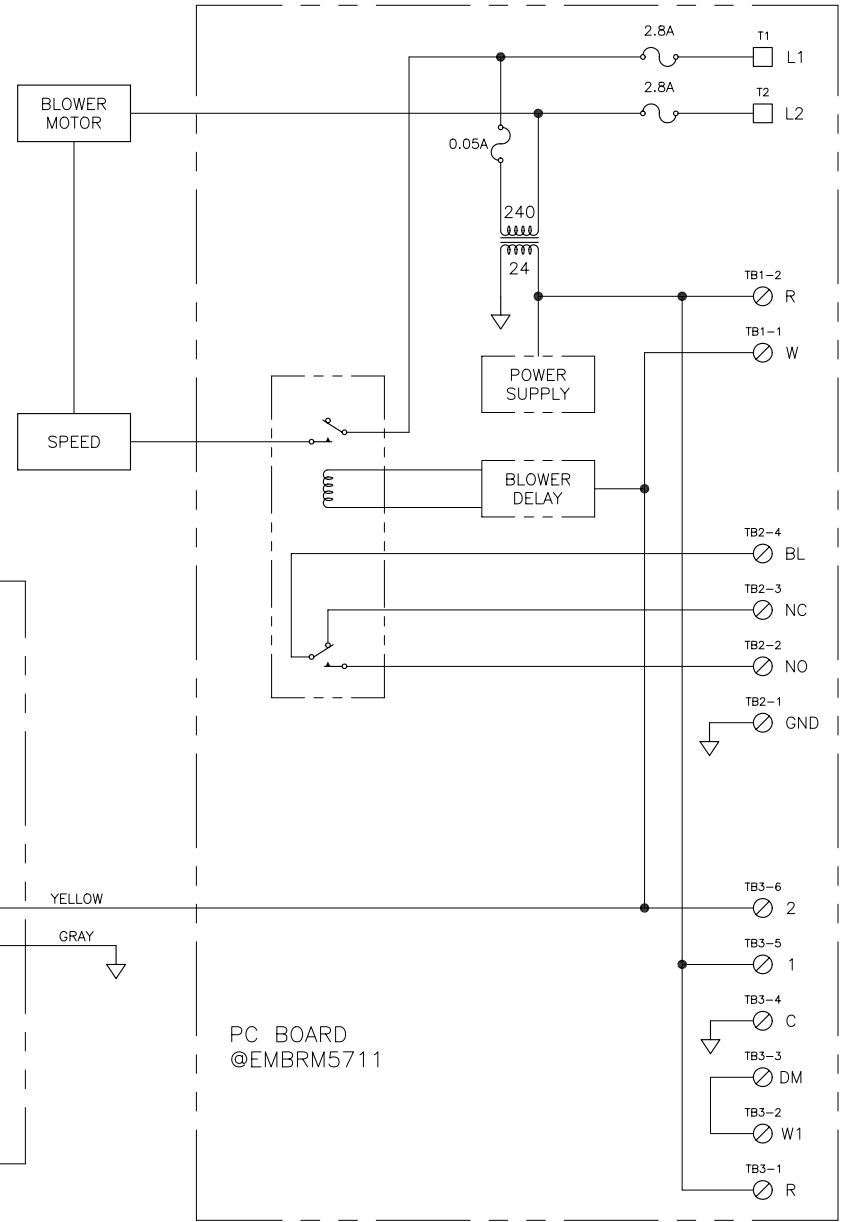 2.8A
T1
L1
2.8A
T2
L2
BLOWER
MOTOR
0.05A
240
24
TB1-2
R
TB1-1
W
POWER
SUPPLY
SPEED
BLOWER
DELAY
TB2-4
BL
TB2-3
NC
TB2-2
NO
TB2-1
GND
YELLOW
TB3-6
2
GRAY
TB3-5
1
TB3-4
C
PC BOARD
@EMBRM5711
TB3-3
DM
TB3-2
W1
TB3-1
R